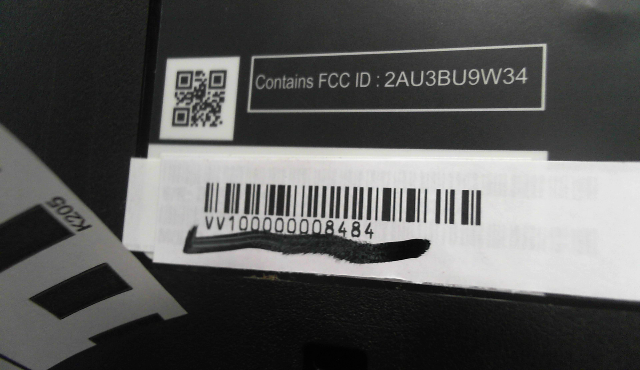 Contains FCC ID : 2AU3BU9W34
VV100000008484
K205